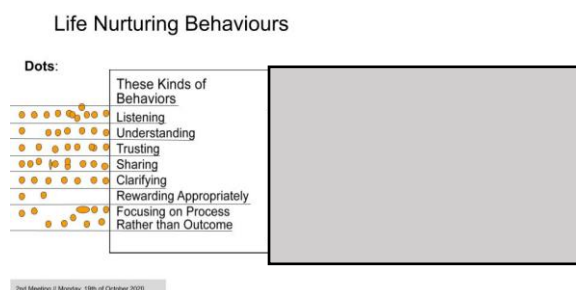 Life Nurturing Behaviours
Dots:
These Kinds of
Behaviors
Listening
Understanding
Trusting
Sharing
Clarifying
Rewarding Appropriately
Focusing on Process
Rather than Outcome
2nd Meeting // Monday, 19th of October 2020